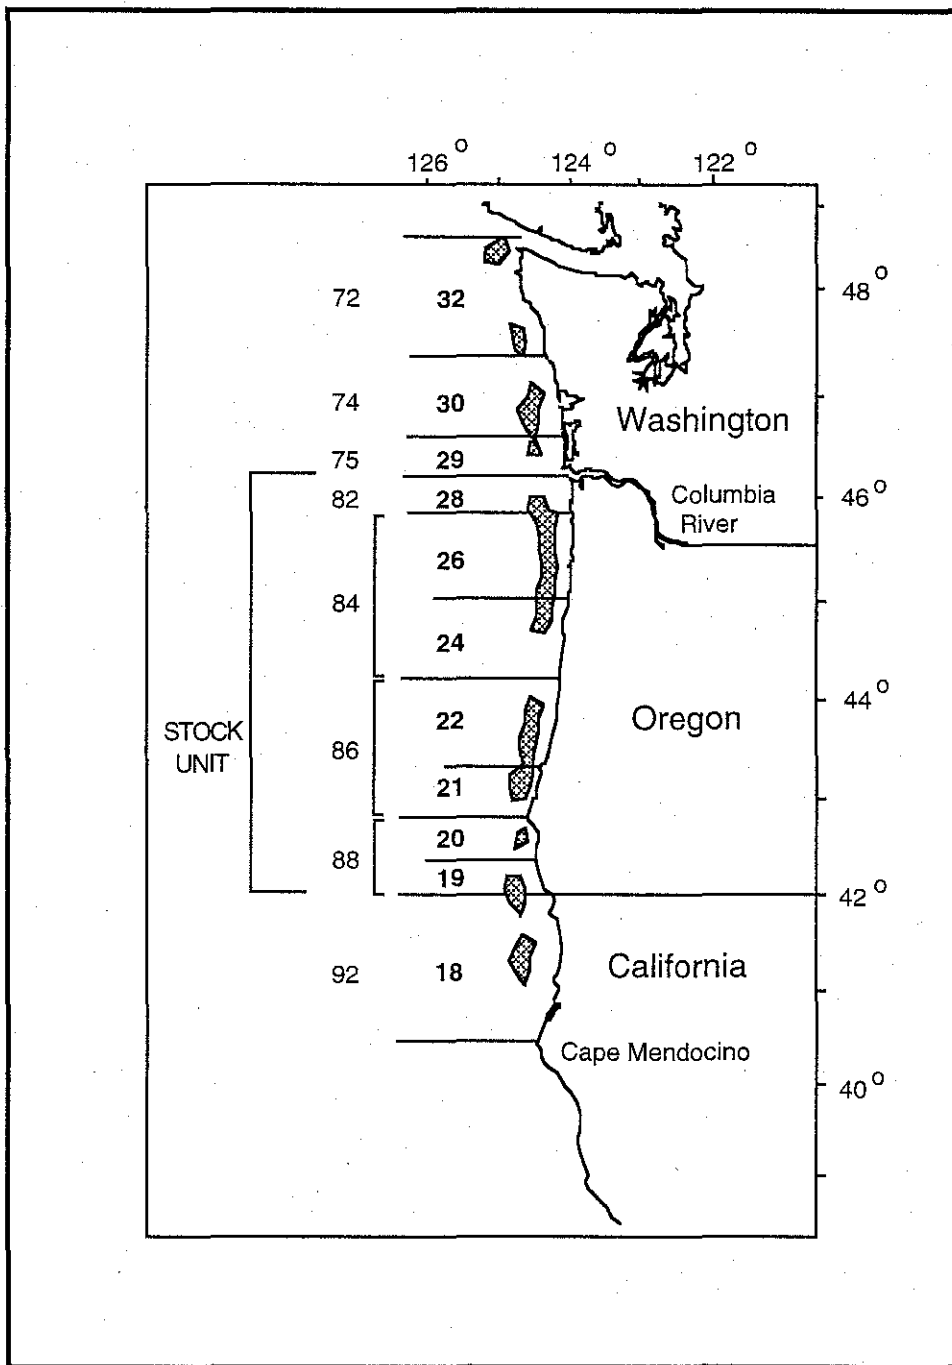 126° 124° 122°
72 32 48°
74 30
Washington
75 29
82 28 Columbia 46°
River
26
84
24
44°
22 Oregon
STOCK 86
UNIT
21
20
88
19 42°
92 18 California
Cape Mendocino
40°